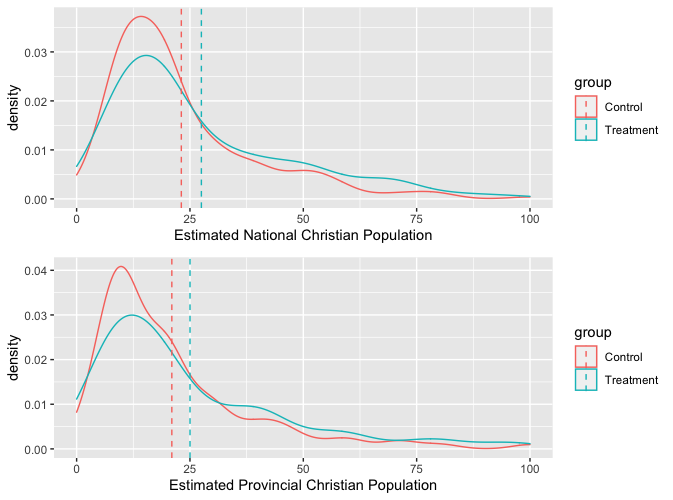 density
0.03
0.02
0.01
0.00
0 25 50 75 100
Estimated National Christian Population
group
Control
Treatment
density
0.04
0.03
0.02
0.01
0.00
0 25 50 75 100
Estimated Provincial Christian Population
group
Control
Treatment